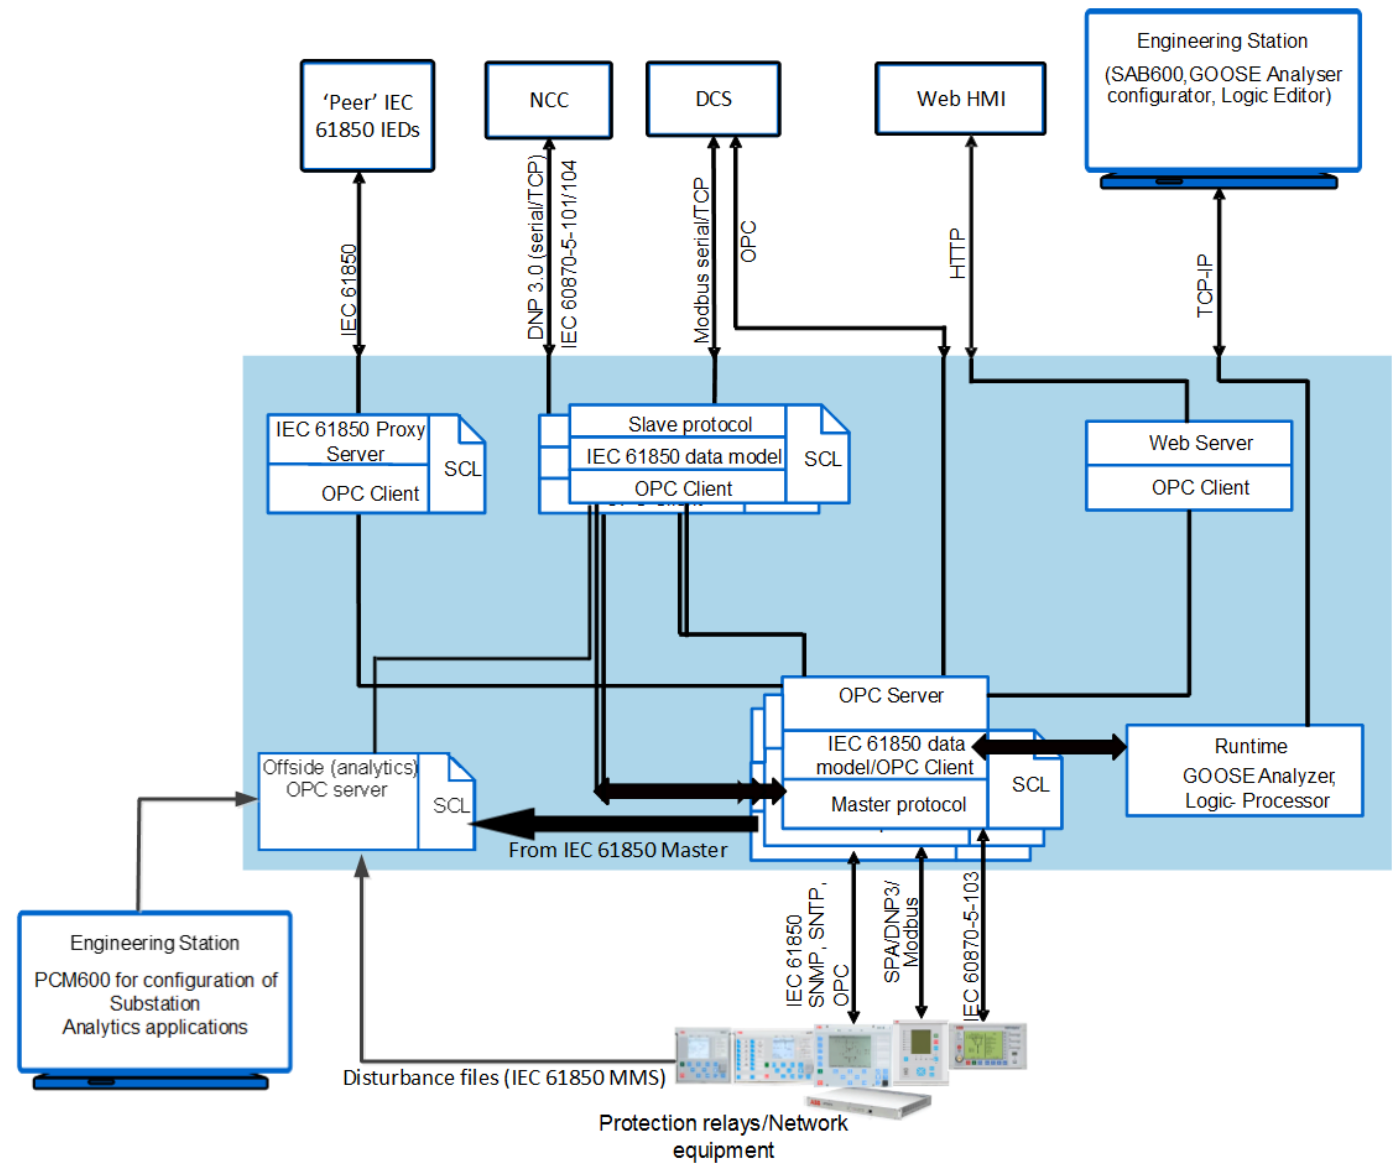 Engineering Station
(SAB600,GOOSE Analyser
configurator, Logic Editor)
‘Peer’ IEC
61850 IEDs
NCC
DCS
Web HMI
IEC 61850
DNP 3.0 (serial/TCP)
IEC 60870-5-101/104
Modbus serial/TCP
OPC
HTTP
TCP-IP
IEC 61850 Proxy
Server
OPC Client
SCL
Slave protocol
IEC 61850 data model
OPC Client
SCL
OPC Client
Web Server
OPC Client
OPC Server
IEC 61850 data
model/OPC Client
Master protocol
SCL
Runtime
GOOSE Analyzer,
Logic- Processor
Offside (analytics)
OPC server
SCL
From IEC 61850 Master
IEC 61850
SNMP, SNTP,
OPC
SPA/DNP3/
Modbus
IEC 60870-5-103
Engineering Station
PCM600 for configuration of
Substation
Analytics applications
Disturbance files (IEC 61850 MMS)
ABB
Protection relays/Network
equipment